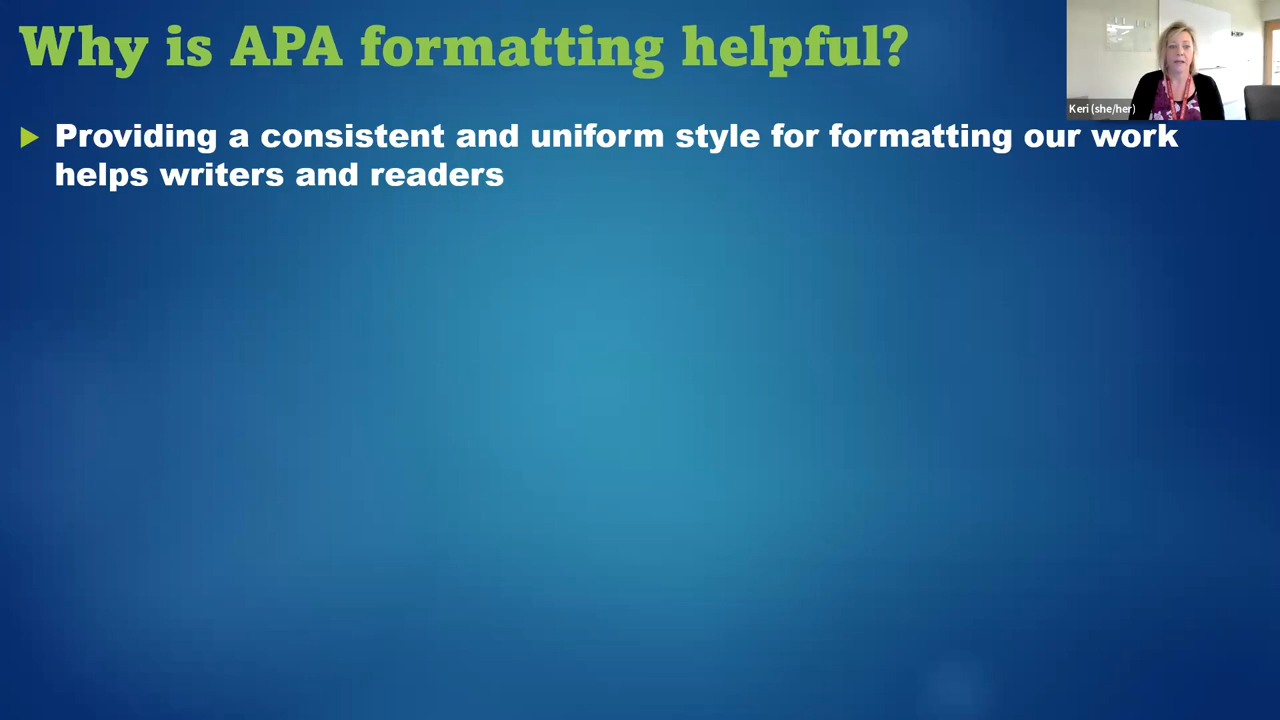 Why is APA formatting helpful?
Keri (she/her)
Providing a consistent and uniform style for formatting our work
helps writers and readers